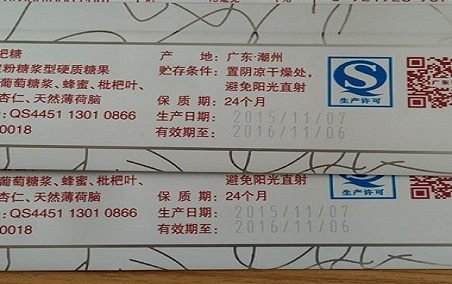 杷糖 产 地: 广东·潮州
粉糖浆型硬质糖果 贮存条件: 置阴凉干燥处,
葡萄糖浆、蜂蜜、枇杷叶、 避免阳光直射
杏仁、天然薄荷脑 保 质 期: 24个月
: QS4451 1301 0866 生产日期: 2015/11/07
0018 有效期至: 2016/11/06
生产许可
葡萄糖浆、蜂蜜、枇杷叶、 避免阳光直射
杏仁、天然薄荷脑 保 质 期: 24个月
: QS4451 1301 0866 生产日期: 2015/11/07
0018 有效期至: 2016/11/06
生产许可